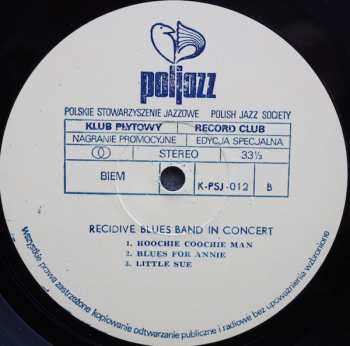 poljazz
POLSKIE STOWARZYSZENIE JAZZOWE POLISH JAZZ SOCIETY
KLUB PŁYTOWY RECORD CLUB
NAGRANIE PROMOCYJNE EDYCJA SPECJALNA
STEREO 33⅓
BIEM K-PSJ-012 B
RECIDIVE BLUES BAND IN CONCERT
1. HOOCHIE COOCHIE MAN
2. BLUES FOR ANNIE
3. LITTLE SUE
Wszystkie prawa zastrzeżone kopiowanie odtwarzanie publiczne i radiowe bez upoważnienia wzbronione